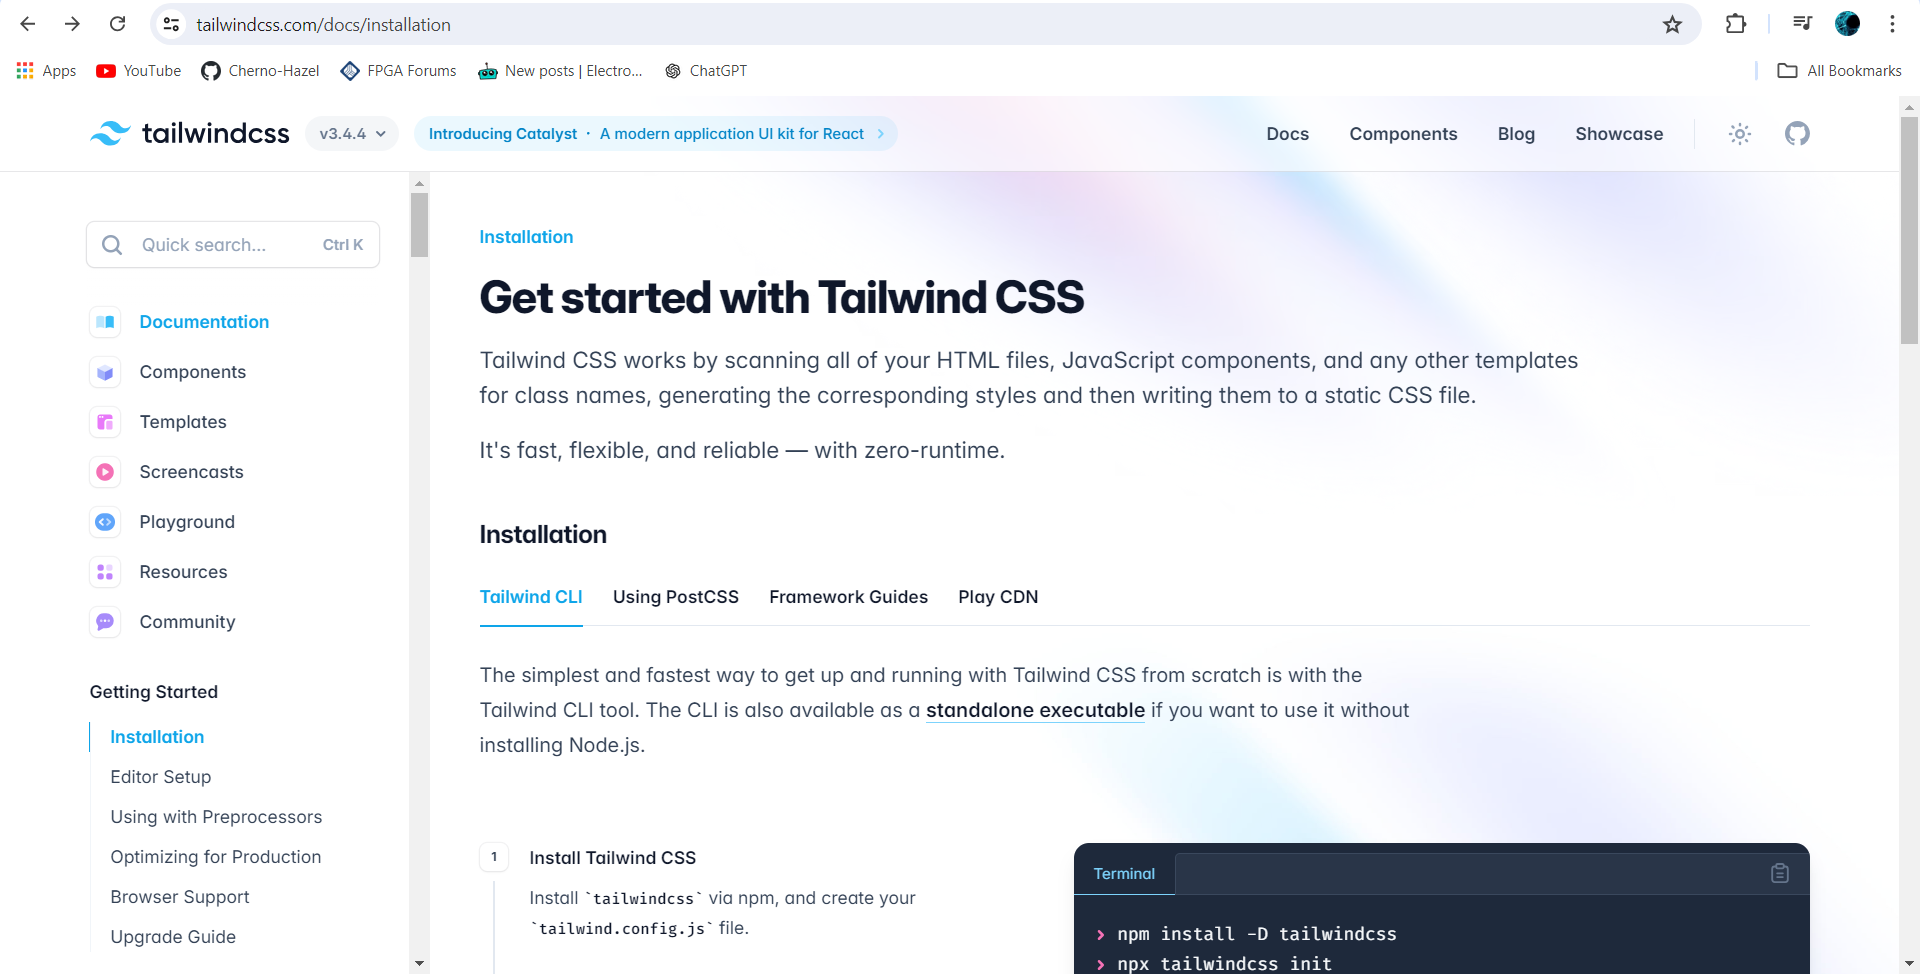 tailwindcss.com/docs/installation
Apps YouTube Cherno-Hazel FPGA Forums New posts | Electro... ChatGPT All Bookmarks
tailwindcss v3.4.4 Introducing Catalyst · A modern application UI kit for React Docs Components Blog Showcase
Quick search... Ctrl K
Documentation
Components
Templates
Screencasts
Playground
Resources
Community
Getting Started
Installation
Editor Setup
Using with Preprocessors
Optimizing for Production
Browser Support
Upgrade Guide
Installation
Get started with Tailwind CSS
Tailwind CSS works by scanning all of your HTML files, JavaScript components, and any other templates
for class names, generating the corresponding styles and then writing them to a static CSS file.
It's fast, flexible, and reliable — with zero-runtime.
Installation
Tailwind CLI Using PostCSS Framework Guides Play CDN
The simplest and fastest way to get up and running with Tailwind CSS from scratch is with the
Tailwind CLI tool. The CLI is also available as a standalone executable if you want to use it without
installing Node.js.
1 Install Tailwind CSS
Install `tailwindcss` via npm, and create your
`tailwind.config.js` file.
Terminal
› npm install -D tailwindcss
› npx tailwindcss init